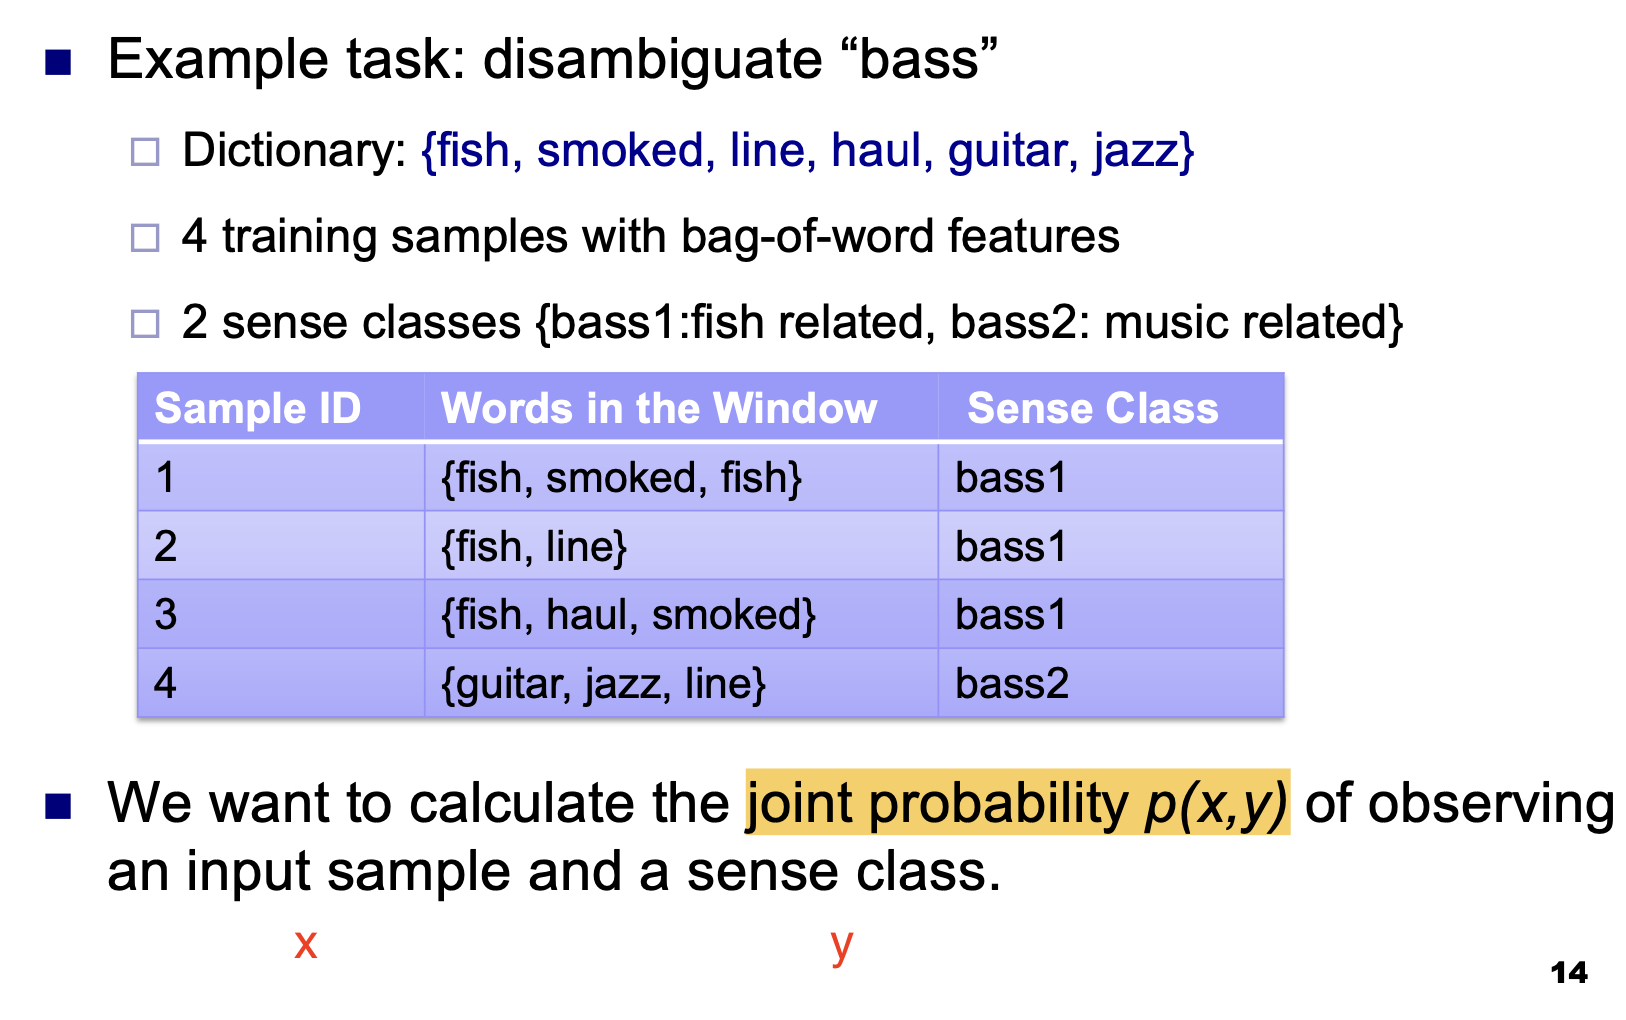 Example task: disambiguate “bass”
Dictionary: {fish, smoked, line, haul, guitar, jazz}
4 training samples with bag-of-word features
2 sense classes {bass1:fish related, bass2: music related}
Sample ID Words in the Window Sense Class
1 {fish, smoked, fish} bass1
2 {fish, line} bass1
3 {fish, haul, smoked} bass1
4 {guitar, jazz, line} bass2
We want to calculate the joint probability p(x,y) of observing
an input sample and a sense class.
x y
14